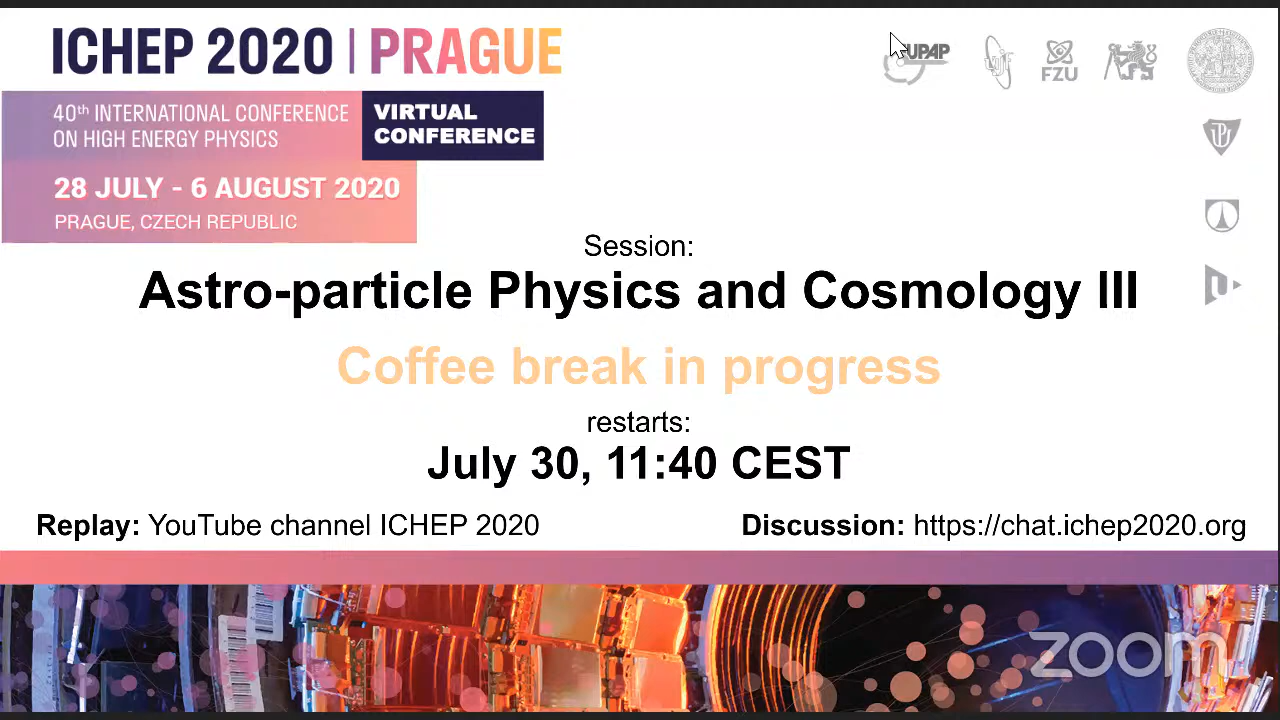 ICHEP 2020 | PRAGUE
40th INTERNATIONAL CONFERENCE
ON HIGH ENERGY PHYSICS
VIRTUAL
CONFERENCE
28 JULY - 6 AUGUST 2020
PRAGUE, CZECH REPUBLIC
UPAP
FZU
Session:
Astro-particle Physics and Cosmology III
Coffee break in progress
restarts:
July 30, 11:40 CEST
Replay: YouTube channel ICHEP 2020
Discussion: https://chat.ichep2020.org
zoom